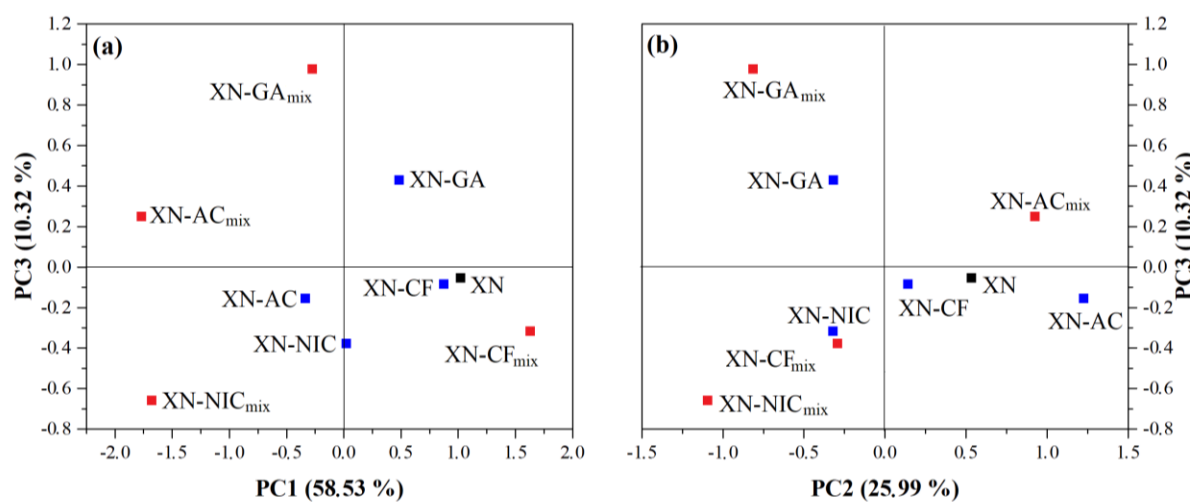 (a)
PC3 (10.32 %)
1.2
1.0
0.8
0.6
0.4
0.2
0.0
-0.2
-0.4
-0.6
-0.8
XN-GAmix
XN-GA
XN-ACmix
XN-CF
XN
XN-AC
XN-NIC
XN-CFmix
XN-NICmix
-2.0
-1.5
-1.0
-0.5
0.0
0.5
1.0
1.5
2.0
PC1 (58.53 %)
(b)
XN-GAmix
XN-GA
XN-ACmix
XN
XN-CF
XN-NIC
XN-AC
XN-CFmix
XN-NICmix
-1.5
-1.0
-0.5
0.0
0.5
1.0
1.5
PC2 (25.99 %)
1.2
1.0
0.8
0.6
0.4
0.2
0.0
-0.2
-0.4
-0.6
-0.8
PC3 (10.32 %)